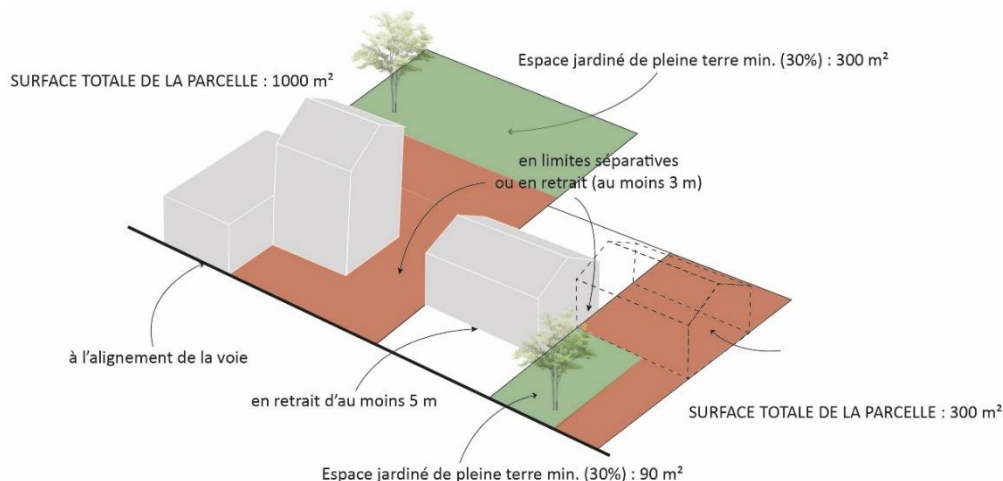 Espace jardiné de pleine terre min. (30%) : 300 m²
SURFACE TOTALE DE LA PARCELLE : 1000 m²
en limites séparatives
ou en retrait (au moins 3 m)
à l'alignement de la voie
en retrait d'au moins 5 m
SURFACE TOTALE DE LA PARCELLE : 300 m²
Espace jardiné de pleine terre min. (30%) : 90 m²